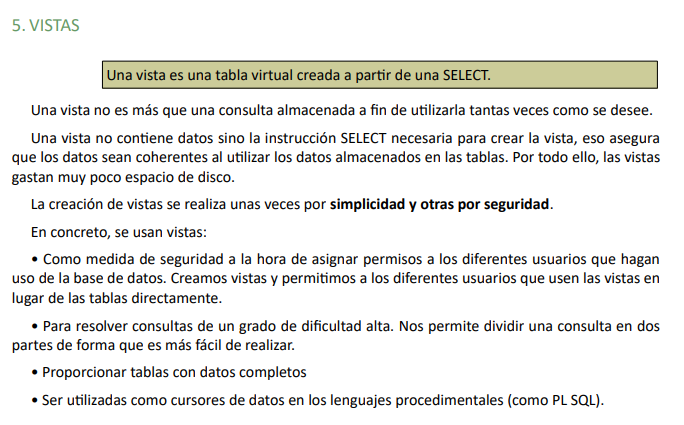 5. VISTAS
Una vista es una tabla virtual creada a partir de una SELECT.
Una vista no es más que una consulta almacenada a fin de utilizarla tantas veces como se desee.
Una vista no contiene datos sino la instrucción SELECT necesaria para crear la vista, eso asegura
que los datos sean coherentes al utilizar los datos almacenados en las tablas. Por todo ello, las vistas
gastan muy poco espacio de disco.
La creación de vistas se realiza unas veces por simplicidad y otras por seguridad.
En concreto, se usan vistas:
• Como medida de seguridad a la hora de asignar permisos a los diferentes usuarios que hagan
uso de la base de datos. Creamos vistas y permitimos a los diferentes usuarios que usen las vistas en
lugar de las tablas directamente.
• Para resolver consultas de un grado de dificultad alta. Nos permite dividir una consulta en dos
partes de forma que es más fácil de realizar.
• Proporcionar tablas con datos completos
• Ser utilizadas como cursores de datos en los lenguajes procedimentales (como PL SQL).